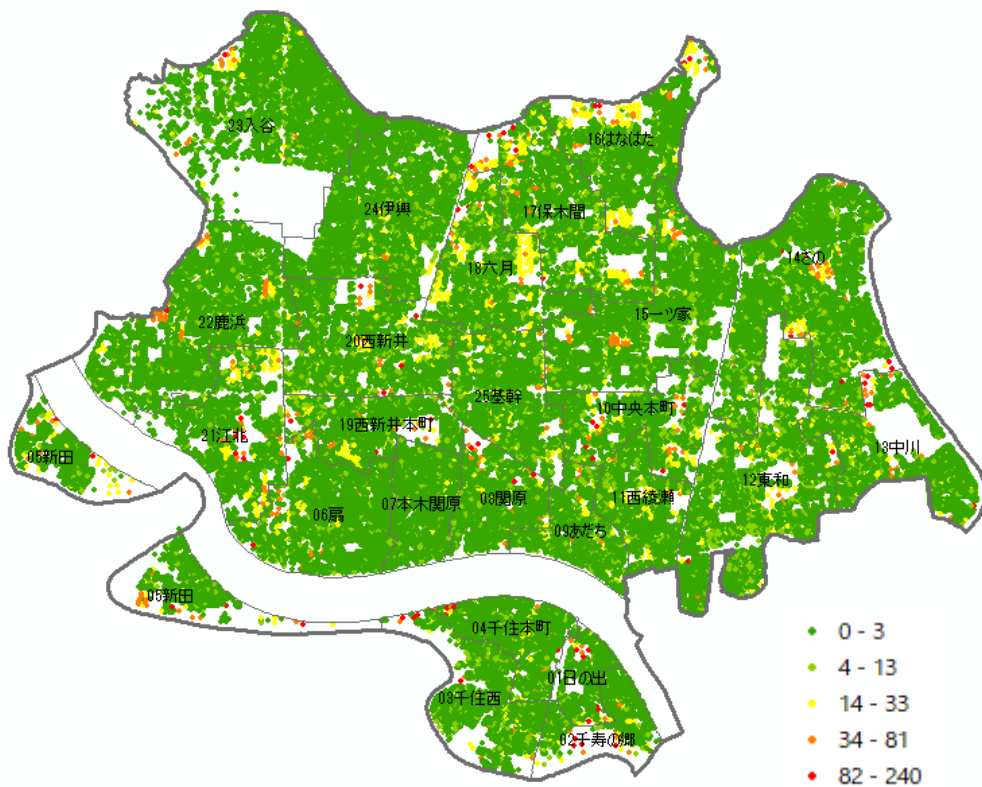 23入谷
16はなはた
24伊興
17保木間
14さの
18六月
15一ツ家
22鹿浜
20西新井
25基幹
10中央本町
19西新井本町
21江北
13中川
05新田
12東和
11西綾瀬
07本木関原
08関原
06扇
09あだち
05新田
04千住本町
01日の出
03千住西
02千寿の郷
0 - 3
4 - 13
14 - 33
34 - 81
82 - 240